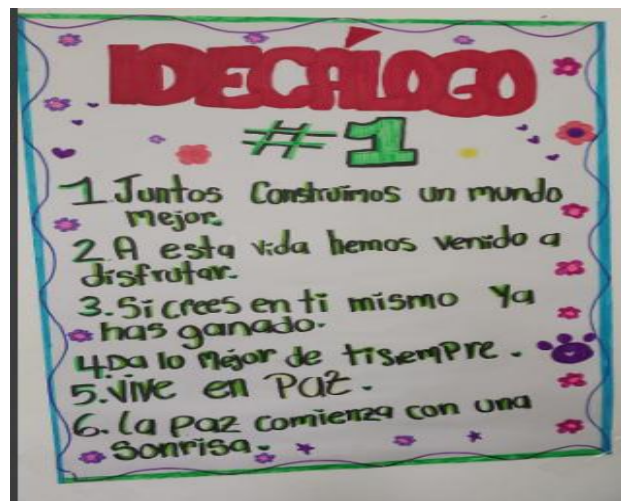 DECÁLOGO
#1
1. Juntos Construimos un mundo
mejor.
2. A esta vida hemos venido a
disfrutar.
3. Si crees en ti mismo Ya
has ganado.
4. Da lo Mejor de ti siempre.
5. Vive en Paz.
6. La paz comienza con una
sonrisa.